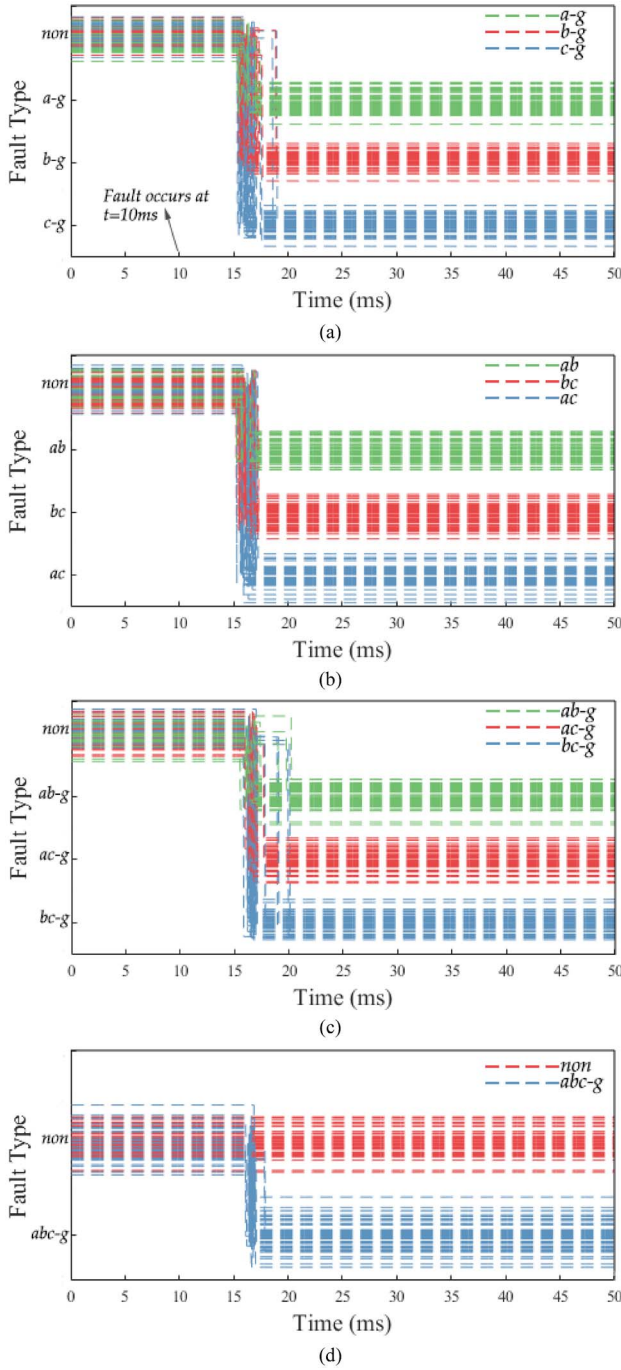 a-g
b-g
c-g
non
a-g
b-g
c-g
Fault Type
Fault occurs at
t=10ms
0 5 10 15 20 25 30 35 40 45 50
Time (ms)
(a)
ab
bc
ac
non
ab
bc
ac
Fault Type
0 5 10 15 20 25 30 35 40 45 50
Time (ms)
(b)
ab-g
ac-g
bc-g
non
ab-g
ac-g
bc-g
Fault Type
0 5 10 15 20 25 30 35 40 45 50
Time (ms)
(c)
non
abc-g
non
abc-g
Fault Type
0 5 10 15 20 25 30 35 40 45 50
Time (ms)
(d)